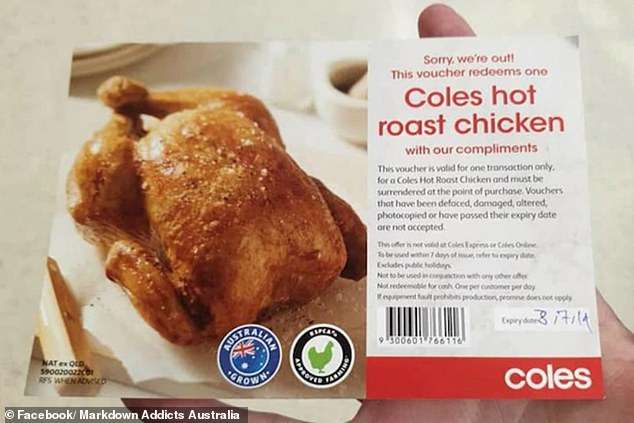 Sorry, we're out!
This voucher redeems one
Coles hot
roast chicken
with our compliments
This voucher is valid for one transaction only,
for a Coles Hot Roast Chicken and must be
surrendered at the point of purchase. Vouchers
that have been defaced, damaged, altered,
photocopied or have passed their expiry date
are not accepted.
This offer is not valid at Coles Express or Coles Online.
To be used within 7 days of issue, refer to expiry date.
Excludes public holidays.
Not to be used in conjunction with any other offer.
Not redeemable for cash. One per customer per day.
If equipment fault prohibits production, promise does not apply.
9 300601 766116
Expiry date:
coles
AUSTRALIAN
GROWN
RSPCA
APPROVED FARMING
NAT ex QLD
590020022C01
RFS WHEN ADVISED
© Facebook/ Markdown Addicts Australia